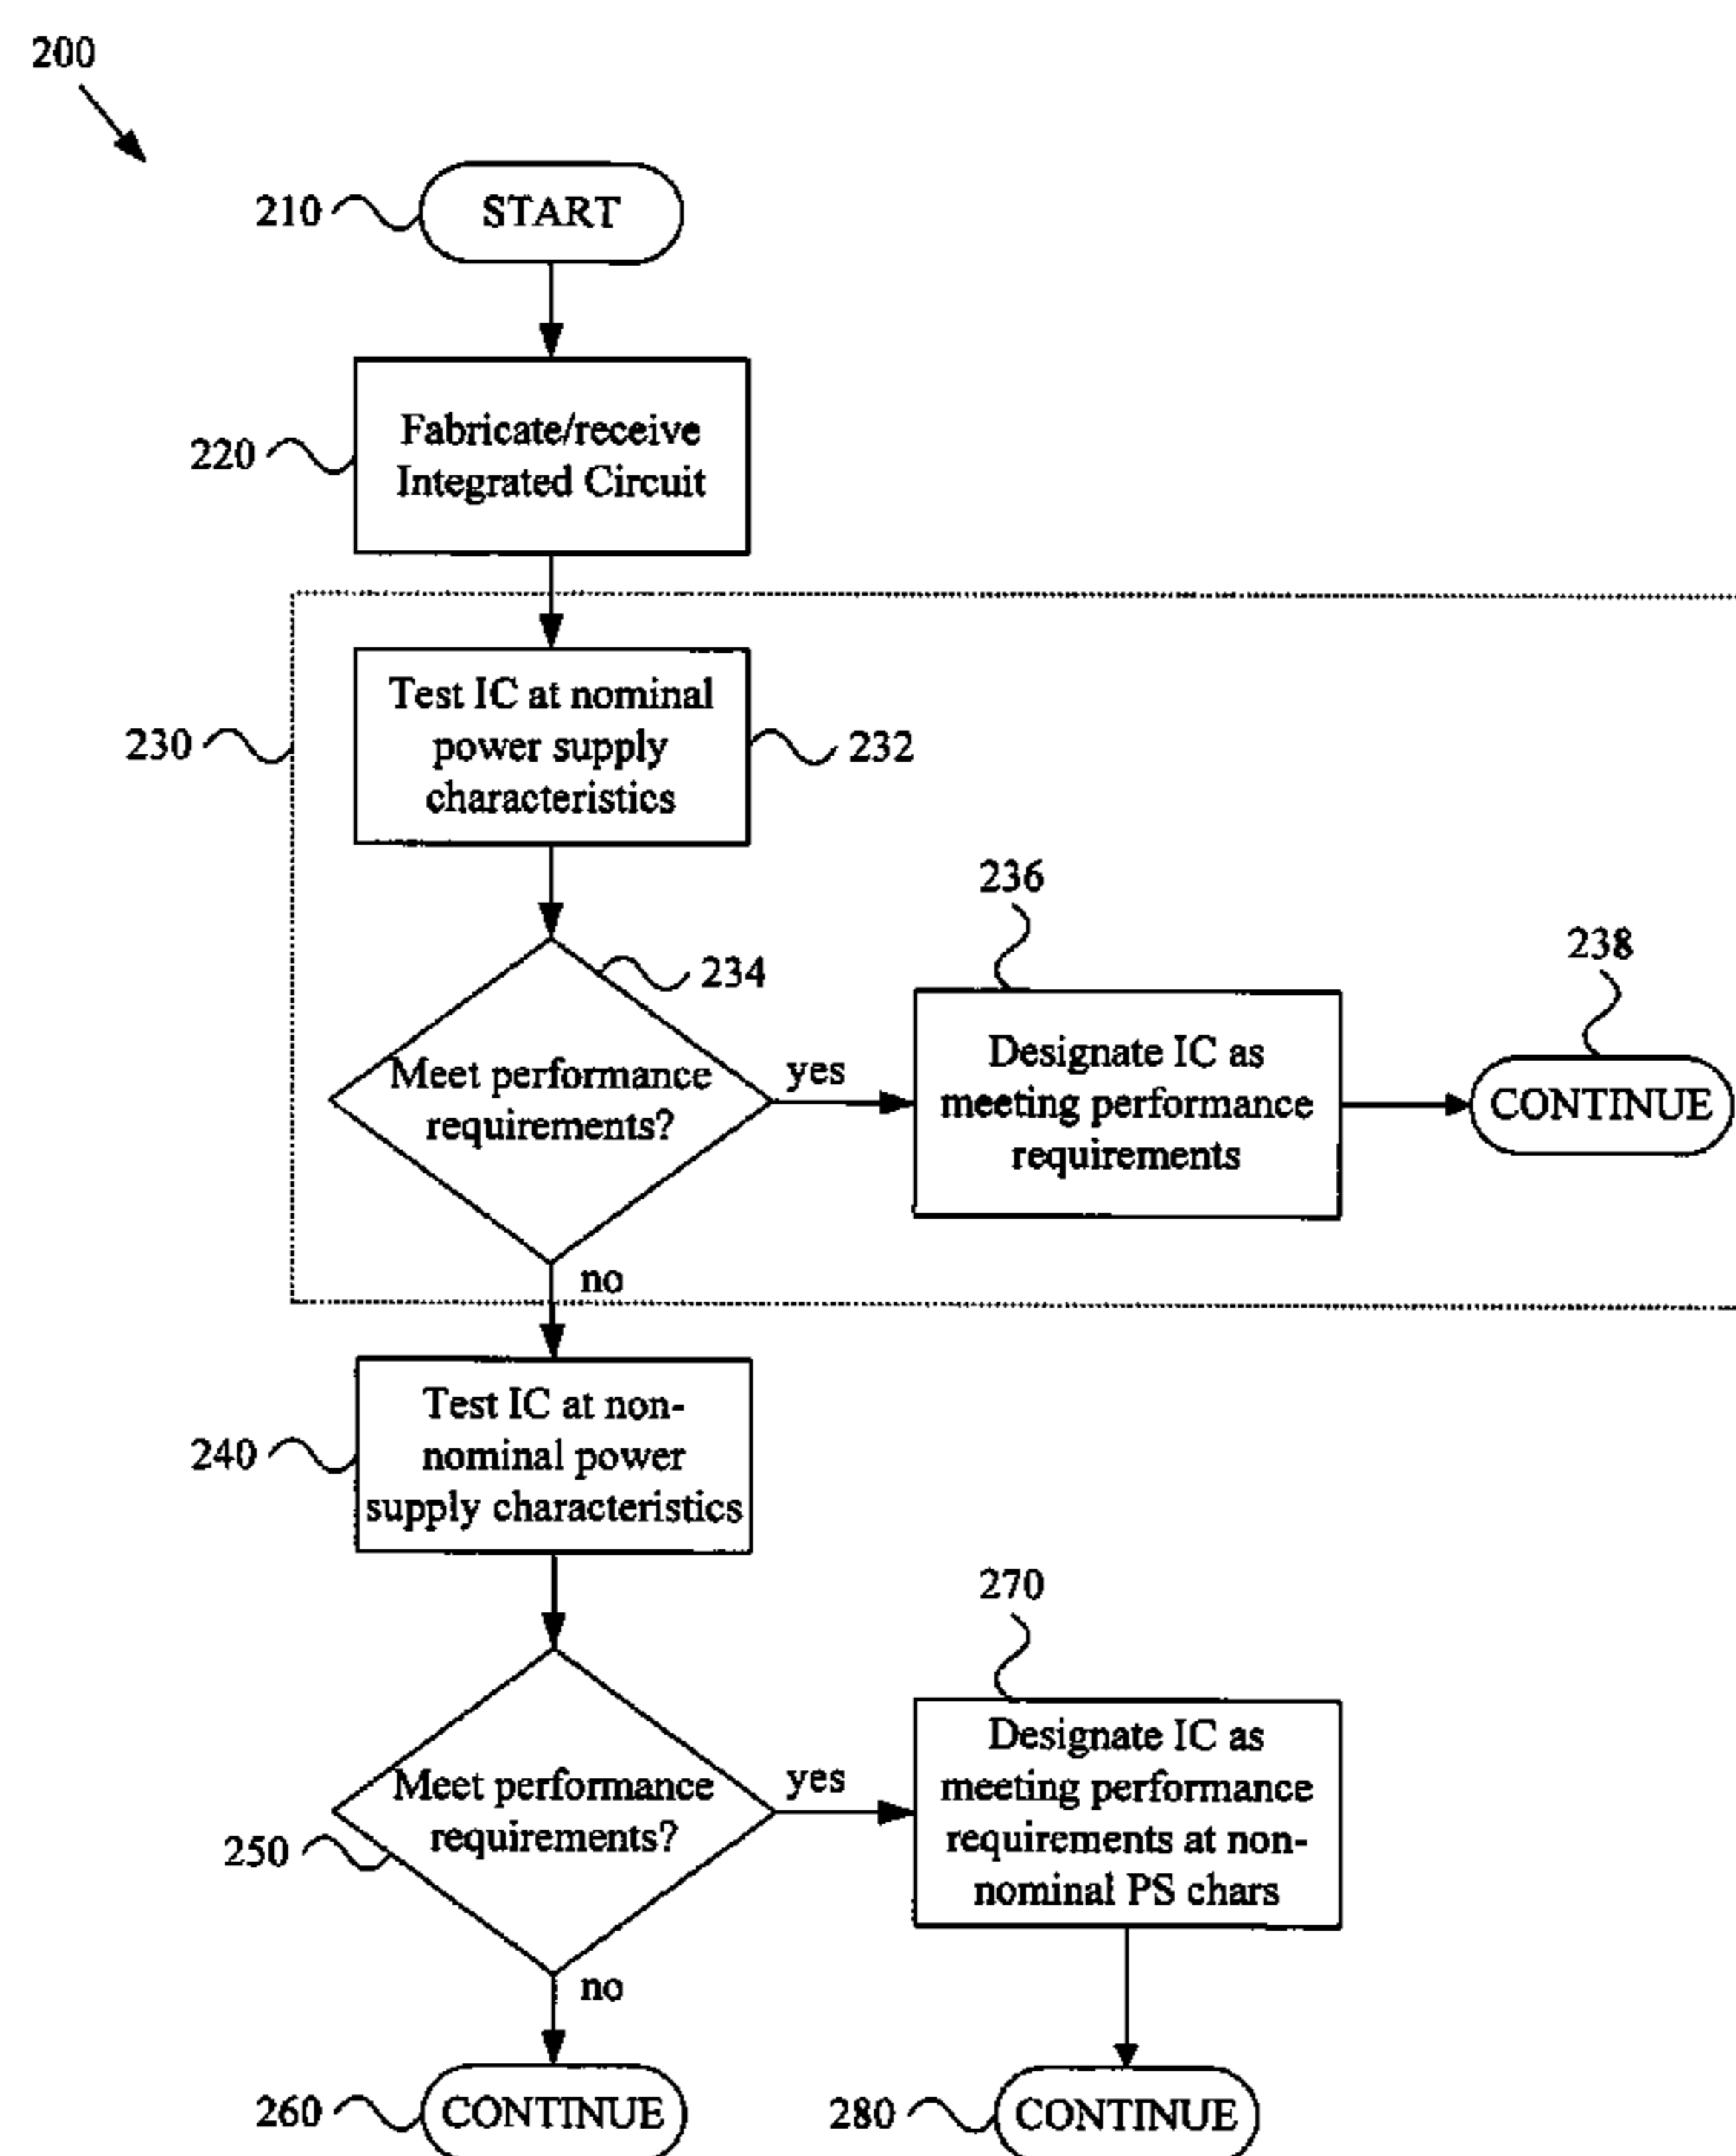 200
210
START
220
Fabricate/receive
Integrated Circuit
230
Test IC at nominal
power supply
characteristics
232
234
Meet performance
requirements?
yes
236
Designate IC as
meeting performance
requirements
238
CONTINUE
no
240
Test IC at non-
nominal power
supply characteristics
250
Meet performance
requirements?
yes
270
Designate IC as
meeting performance
requirements at non-
nominal PS chars
no
260
CONTINUE
280
CONTINUE